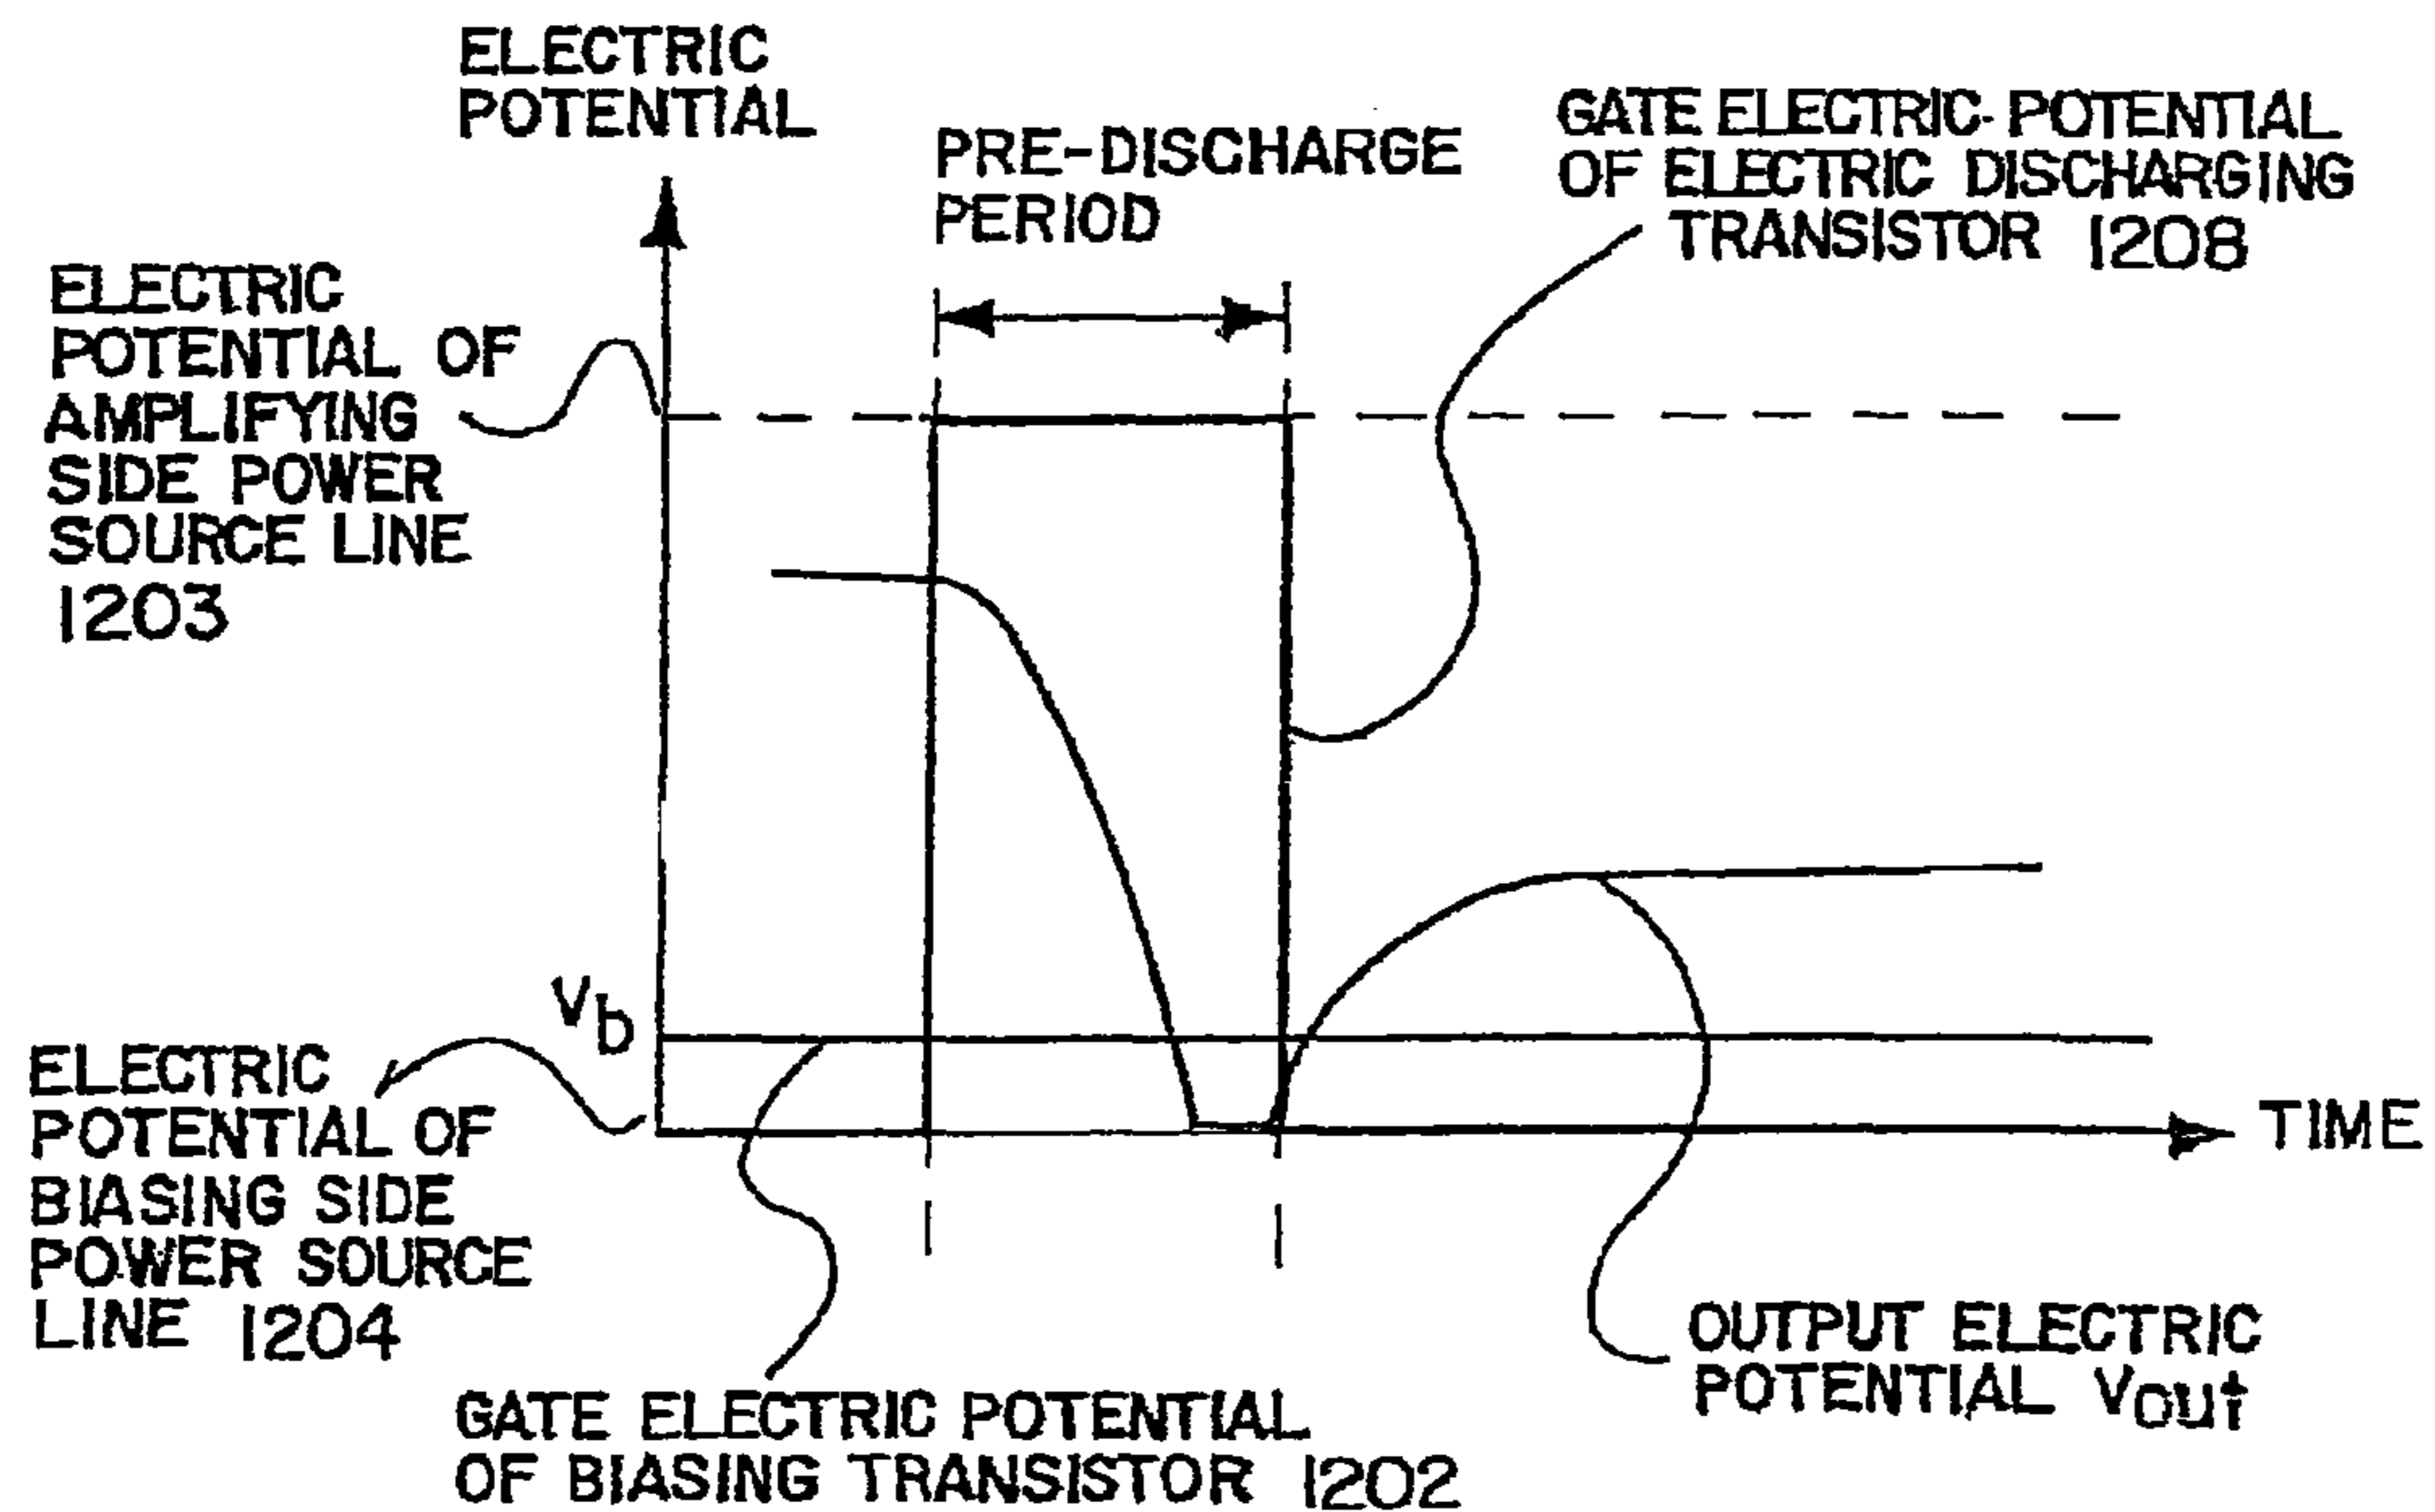 ELECTRIC
POTENTIAL
PRE-DISCHARGE
PERIOD
GATE ELECTRIC POTENTIAL
OF ELECTRIC DISCHARGING
TRANSISTOR 1208
ELECTRIC
POTENTIAL OF
AMPLIFYING
SIDE POWER
SOURCE LINE
1203
Vb
ELECTRIC
POTENTIAL OF
BIASING SIDE
POWER SOURCE
LINE 1204
TIME
GATE ELECTRIC POTENTIAL
OF BIASING TRANSISTOR 1202
OUTPUT ELECTRIC
POTENTIAL Vout